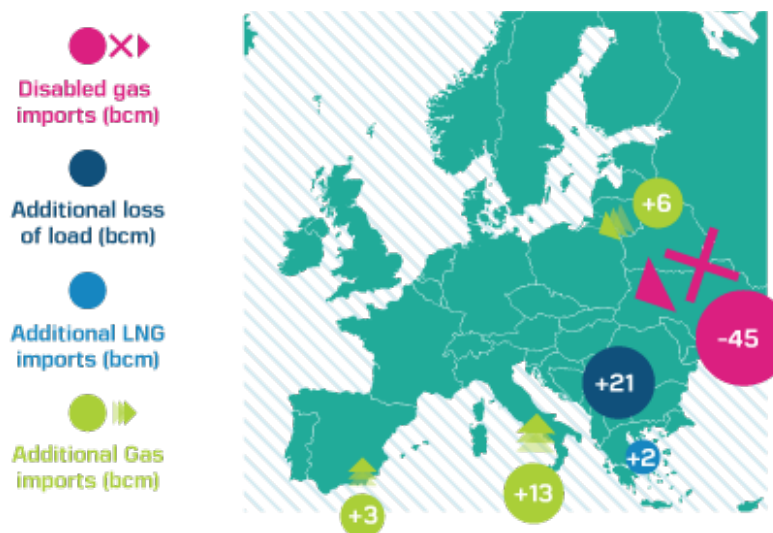 Disabled gas
imports (bcm)
Additional loss
of load (bcm)
Additional LNG
imports (bcm)
Additional Gas
imports (bcm)
+6
-45
+21
+2
+13
+3